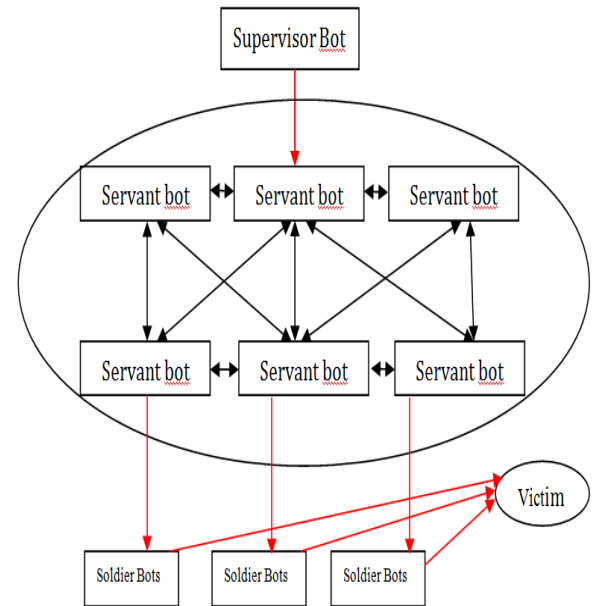 Supervisor Bot
Servant bot
Servant bot
Servant bot
Servant bot
Servant bot
Servant bot
Victim
Soldier Bots
Soldier Bots
Soldier Bots